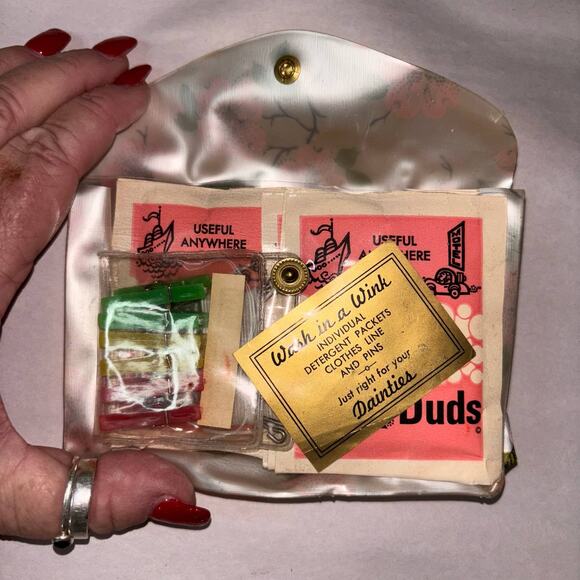 USEFUL
ANYWHERE
USEFUL
ANYWHERE
Wash in a Wink
INDIVIDUAL
DETERGENT PACKETS
CLOTHES LINE
AND PINS
—o—
Just right for your
Dainties
Duds
©